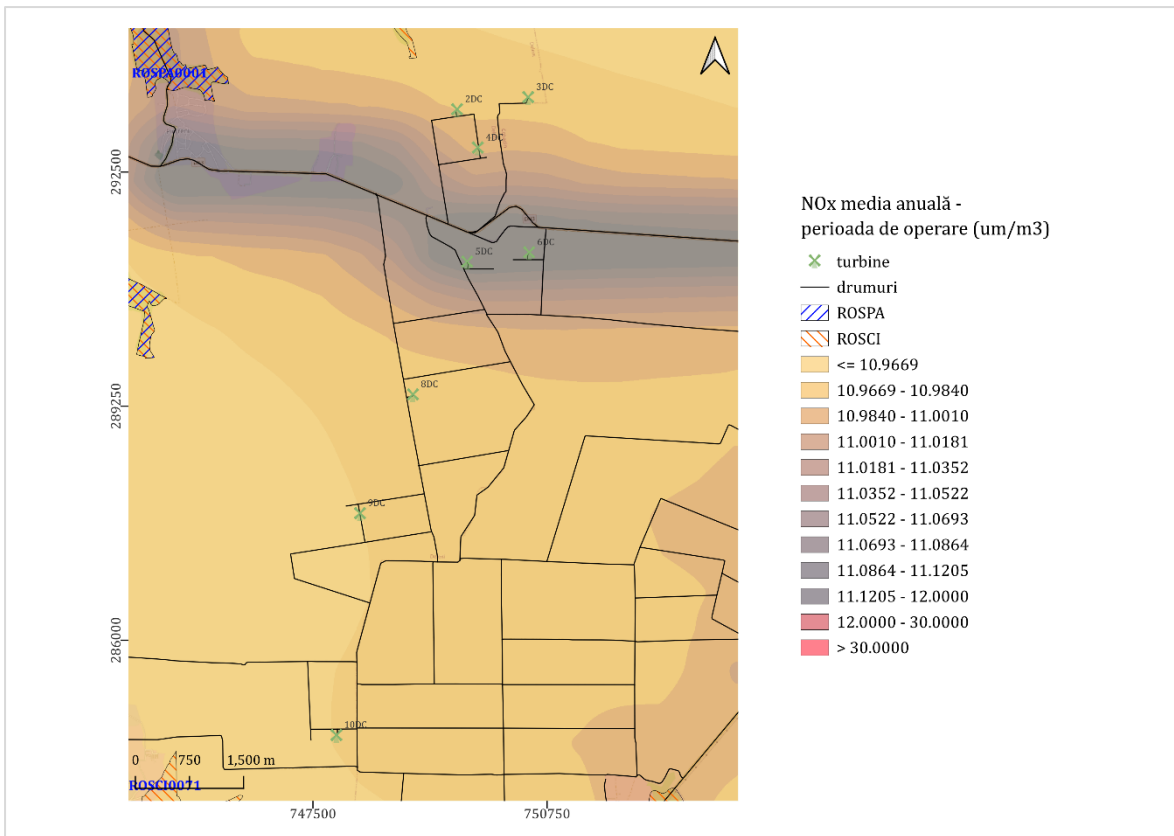 ROSPA0001
3DC
2DC
4DC
292500
6DC
5DC
289250
8DC
9DC
286000
10DC
0 750 1,500 m
ROSCI0071
747500 750750
NOx media anuală -
perioada de operare (um/m3)
turbine
drumuri
ROSPA
ROSCI
<= 10.9669
10.9669 - 10.9840
10.9840 - 11.0010
11.0010 - 11.0181
11.0181 - 11.0352
11.0352 - 11.0522
11.0522 - 11.0693
11.0693 - 11.0864
11.0864 - 11.1205
11.1205 - 12.0000
12.0000 - 30.0000
> 30.0000